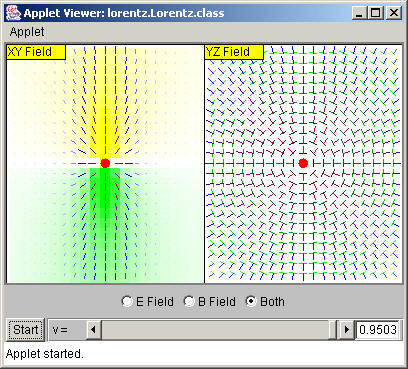 Applet Viewer: lorentz.Lorentz.class
Applet
XY Field
YZ Field
E Field B Field Both
Start v = 0.9503
Applet started.